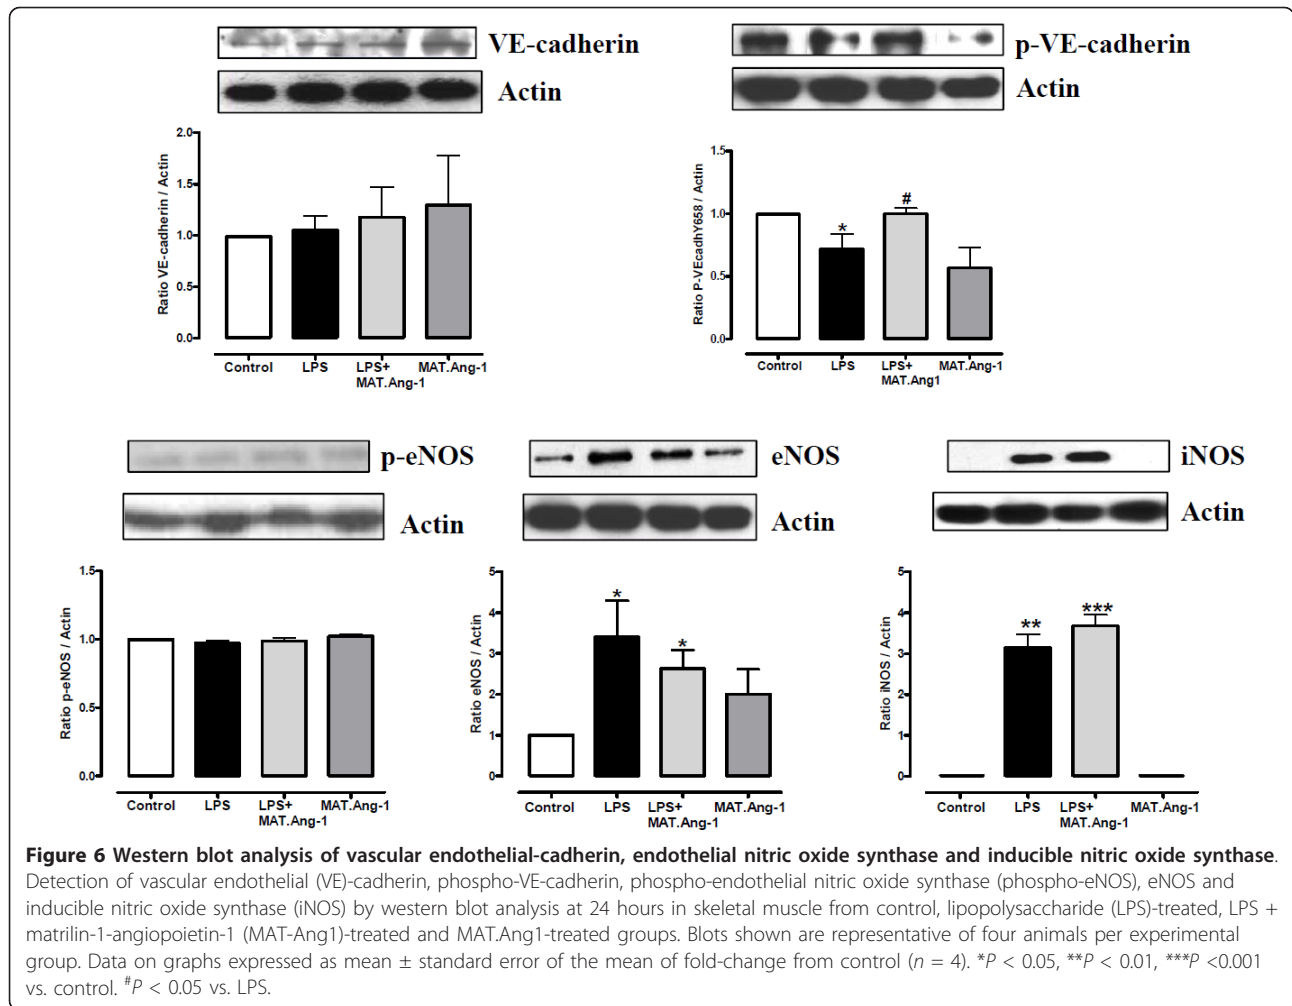 VE-cadherin
Actin
2.0
1.5
1.0
0.5
0.0
Ratio VE-cadherin / Actin
Control LPS LPS+ MAT.Ang-1
MAT.Ang-1
p-VE-cadherin
Actin
1.5
1.0
0.5
0.0
Ratio P-VEcadhY658 / Actin
*
#
Control LPS LPS+ MAT.Ang-1
MAT.Ang1
p-eNOS
Actin
1.5
1.0
0.5
0.0
Ratio p-eNOS / Actin
Control LPS LPS+ MAT.Ang-1
MAT.Ang-1
eNOS
Actin
5
4
3
2
1
0
Ratio eNOS / Actin
*
*
Control LPS LPS+ MAT.Ang-1
MAT.Ang-1
iNOS
Actin
5
4
3
2
1
0
Ratio iNOS / Actin
**
***
Control LPS LPS+ MAT.Ang-1
MAT.Ang-1
Figure 6 Western blot analysis of vascular endothelial-cadherin, endothelial nitric oxide synthase and inducible nitric oxide synthase.
Detection of vascular endothelial (VE)-cadherin, phospho-VE-cadherin, phospho-endothelial nitric oxide synthase (phospho-eNOS), eNOS and
inducible nitric oxide synthase (iNOS) by western blot analysis at 24 hours in skeletal muscle from control, lipopolysaccharide (LPS)-treated, LPS +
matrilin-1-angiopoietin-1 (MAT-Ang1)-treated and MAT.Ang1-treated groups. Blots shown are representative of four animals per experimental
group. Data on graphs expressed as mean ± standard error of the mean of fold-change from control (n = 4). *P < 0.05, **P < 0.01, ***P <0.001
vs. control. #P < 0.05 vs. LPS.